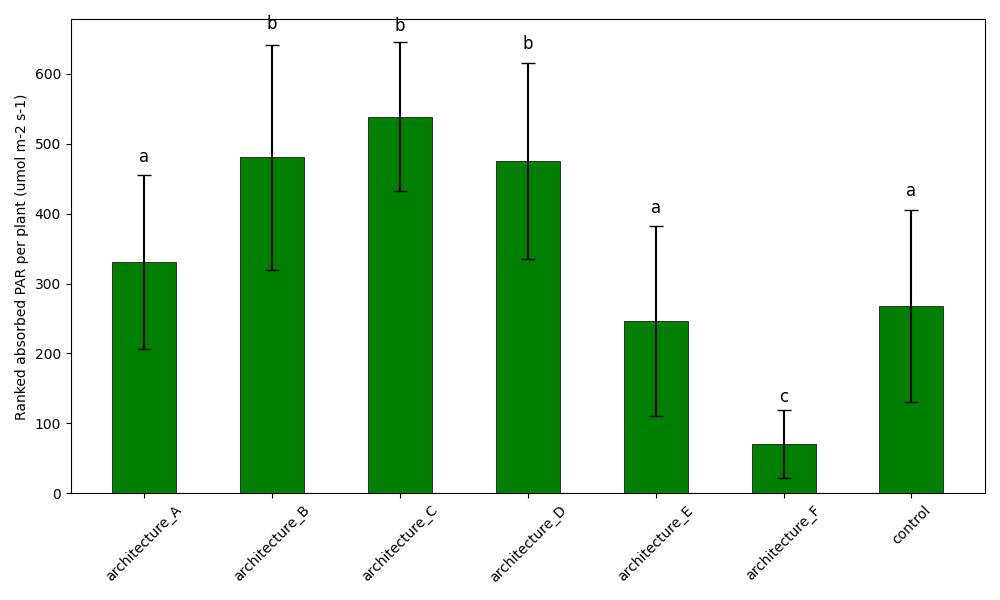 Ranked absorbed PAR per plant (umol m-2 s-1)
600
500
400
300
200
100
0
a
b
b
b
a
c
a
architecture_A
architecture_B
architecture_C
architecture_D
architecture_E
architecture_F
control